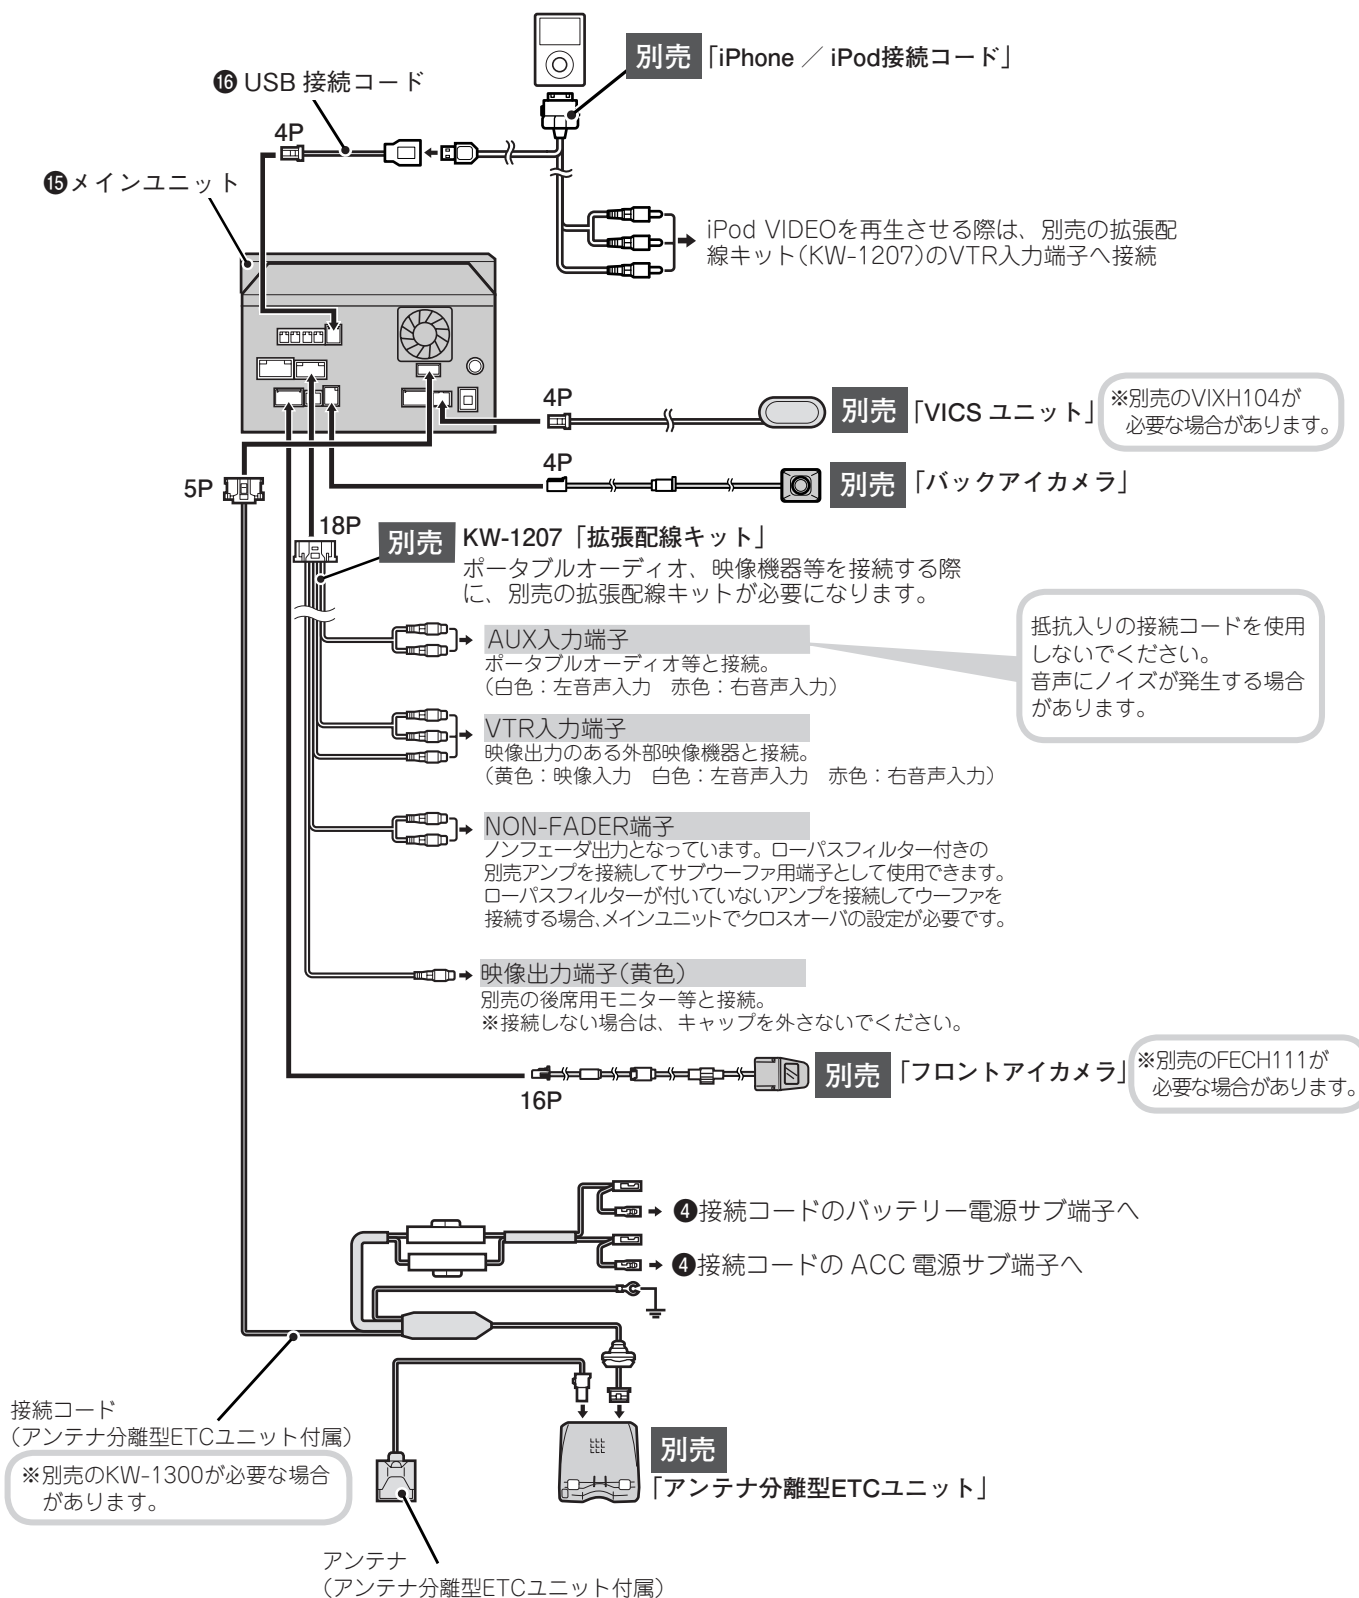 別売「iPhone ／ iPod接続コード」
⓰ USB 接続コード
4P
⓯メインユニット
iPod VIDEOを再生させる際は、別売の拡張配
線キット(KW-1207)のVTR入力端子へ接続
4P
別売「VICS ユニット」
※別売のVIXH104が
必要な場合があります。
4P
別売「バックアイカメラ」
5P
18P
別売 KW-1207「拡張配線キット」
ポータブルオーディオ、映像機器等を接続する際
に、別売の拡張配線キットが必要になります。
AUX入力端子
ポータブルオーディオ等と接続。
（白色：左音声入力　赤色：右音声入力）
抵抗入りの接続コードを使用
しないでください。
音声にノイズが発生する場合
があります。
VTR入力端子
映像出力のある外部映像機器と接続。
（黄色：映像入力　白色：左音声入力　赤色：右音声入力）
NON-FADER端子
ノンフェーダ出力となっています。ローパスフィルター付きの
別売アンプを接続してサブウーファ用端子として使用できます。
ローパスフィルターが付いていないアンプを接続してウーファを
接続する場合、メインユニットでクロスオーバの設定が必要です。
映像出力端子(黄色)
別売の後席用モニター等と接続。
※接続しない場合は、キャップを外さないでください。
16P
別売「フロントアイカメラ」
※別売のFECH111が
必要な場合があります。
❹接続コードのバッテリー電源サブ端子へ
❹接続コードの ACC 電源サブ端子へ
接続コード
（アンテナ分離型ETCユニット付属）
※別売のKW-1300が必要な場合
があります。
別売
「アンテナ分離型ETCユニット」
アンテナ
（アンテナ分離型ETCユニット付属）